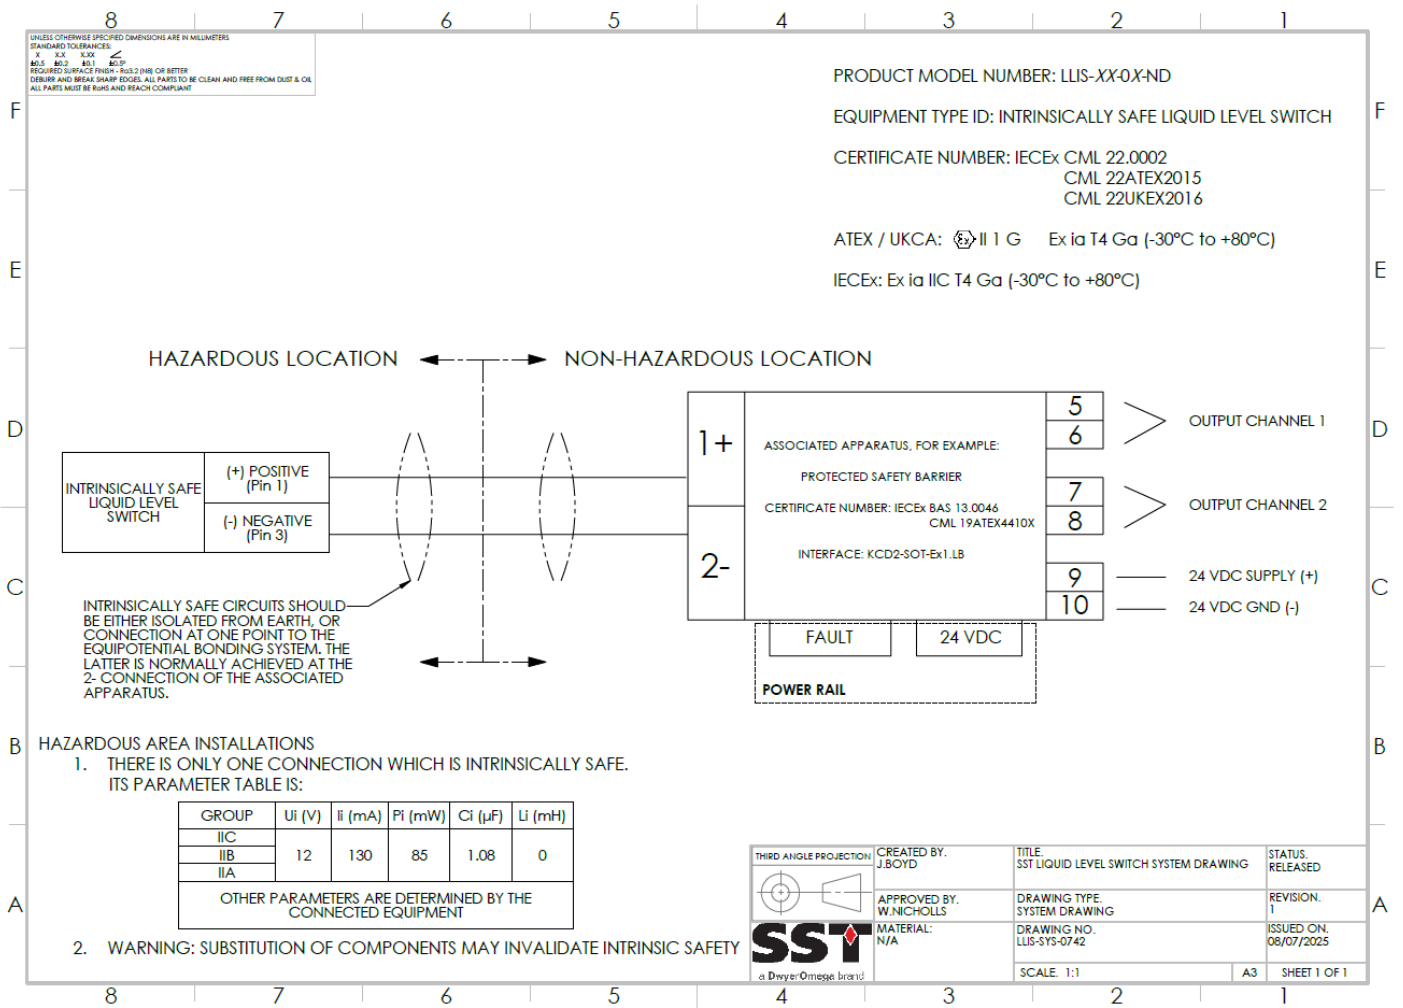 8 7 6 5 4 3 2 1
UNLESS OTHERWISE SPECIFIED DIMENSIONS ARE IN MILLIMETERS
STANDARD TOLERANCES:
X X.X X.XX
±0.5 ±0.2 ±0.1 ±0.5°
REQUIRED SURFACE FINISH - Ra3.2 (N8) OR BETTER
DEBURR AND BREAK SHARP EDGES. ALL PARTS TO BE CLEAN AND FREE FROM DUST & OIL
ALL PARTS MUST BE RoHS AND REACH COMPLIANT
PRODUCT MODEL NUMBER: LLIS-XX-0X-ND
F F
EQUIPMENT TYPE ID: INTRINSICALLY SAFE LIQUID LEVEL SWITCH
CERTIFICATE NUMBER: IECEx CML 22.0002
CML 22ATEX2015
CML 22UKEX2016
ATEX / UKCA: Ex II 1 G Ex ia T4 Ga (-30°C to +80°C)
E E
IECEx: Ex ia IIC T4 Ga (-30°C to +80°C)
HAZARDOUS LOCATION NON-HAZARDOUS LOCATION
D D
INTRINSICALLY SAFE
LIQUID LEVEL
SWITCH
(+) POSITIVE
(Pin 1)
(-) NEGATIVE
(Pin 3)
1+
2-
ASSOCIATED APPARATUS, FOR EXAMPLE:
PROTECTED SAFETY BARRIER
CERTIFICATE NUMBER: IECEx BAS 13.0046
CML 19ATEX4410X
INTERFACE: KCD2-SOT-Ex1.LB
5
6
OUTPUT CHANNEL 1
7
8
OUTPUT CHANNEL 2
9 24 VDC SUPPLY (+)
10 24 VDC GND (-)
C C
FAULT 24 VDC
POWER RAIL
INTRINSICALLY SAFE CIRCUITS SHOULD
BE EITHER ISOLATED FROM EARTH, OR
CONNECTION AT ONE POINT TO THE
EQUIPOTENTIAL BONDING SYSTEM. THE
LATTER IS NORMALLY ACHIEVED AT THE
2- CONNECTION OF THE ASSOCIATED
APPARATUS.
B B
HAZARDOUS AREA INSTALLATIONS
1. THERE IS ONLY ONE CONNECTION WHICH IS INTRINSICALLY SAFE.
ITS PARAMETER TABLE IS:
GROUP Ui (V) Ii (mA) Pi (mW) Ci (µF) Li (mH)
IIC
IIB 12 130 85 1.08 0
IIA
OTHER PARAMETERS ARE DETERMINED BY THE
CONNECTED EQUIPMENT
2. WARNING: SUBSTITUTION OF COMPONENTS MAY INVALIDATE INTRINSIC SAFETY
A A
THIRD ANGLE PROJECTION
CREATED BY.
J.BOYD
TITLE.
SST LIQUID LEVEL SWITCH SYSTEM DRAWING
STATUS.
RELEASED
APPROVED BY.
W.NICHOLLS
DRAWING TYPE.
SYSTEM DRAWING
REVISION.
1
SST
a DwyerOmega brand
MATERIAL:
N/A
DRAWING NO.
LLIS-SYS-0742
ISSUED ON.
08/07/2025
SCALE. 1:1 A3 SHEET 1 OF 1
8 7 6 5 4 3 2 1